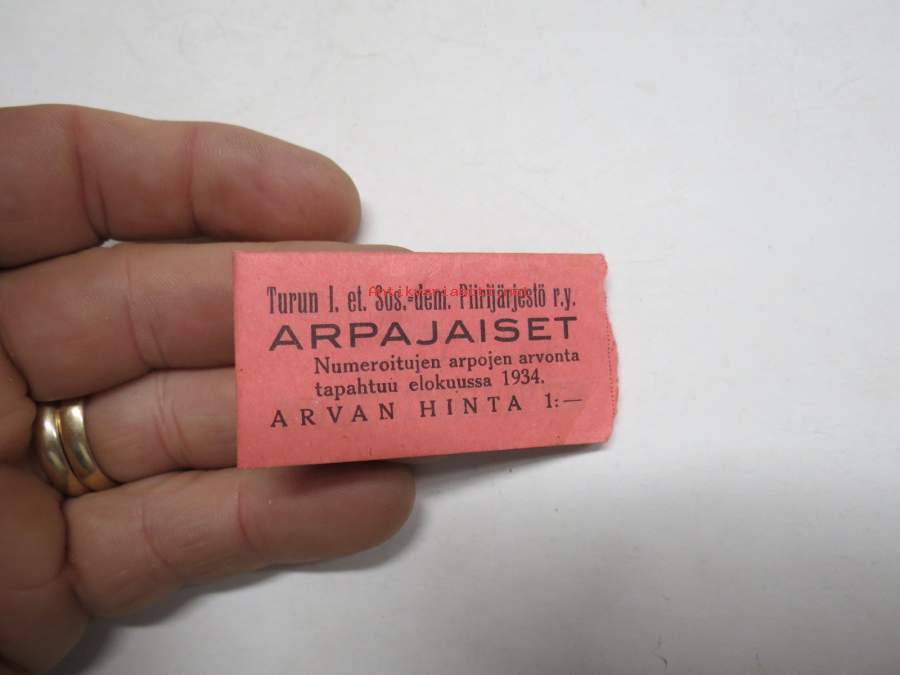 Turun l. et. Sos.-dem. Piirijärjestö r.y.
ARPAJAISET
Numeroitujen arpojen arvonta
tapahtuu elokuussa 1934.
ARVAN HINTA 1:—